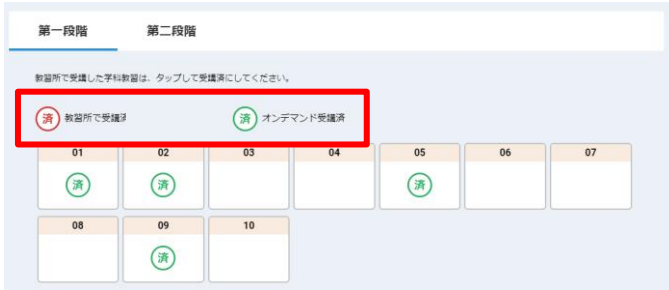 第一段階 第二段階
教習所で受講した学科教習は、タップして受講済にしてください。
済 教習所で受講済 済 オンデマンド受講済
01 02 03 04 05 06 07
済 済 済
08 09 10
済